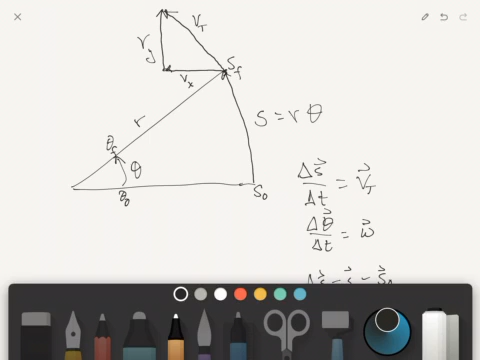 V_T
V_y
V_x
S_f
r
S = rθ
θ_f
θ
θ_0
S_0
Δs⃗/Δt = V⃗_T
Δθ⃗/Δt = ω⃗